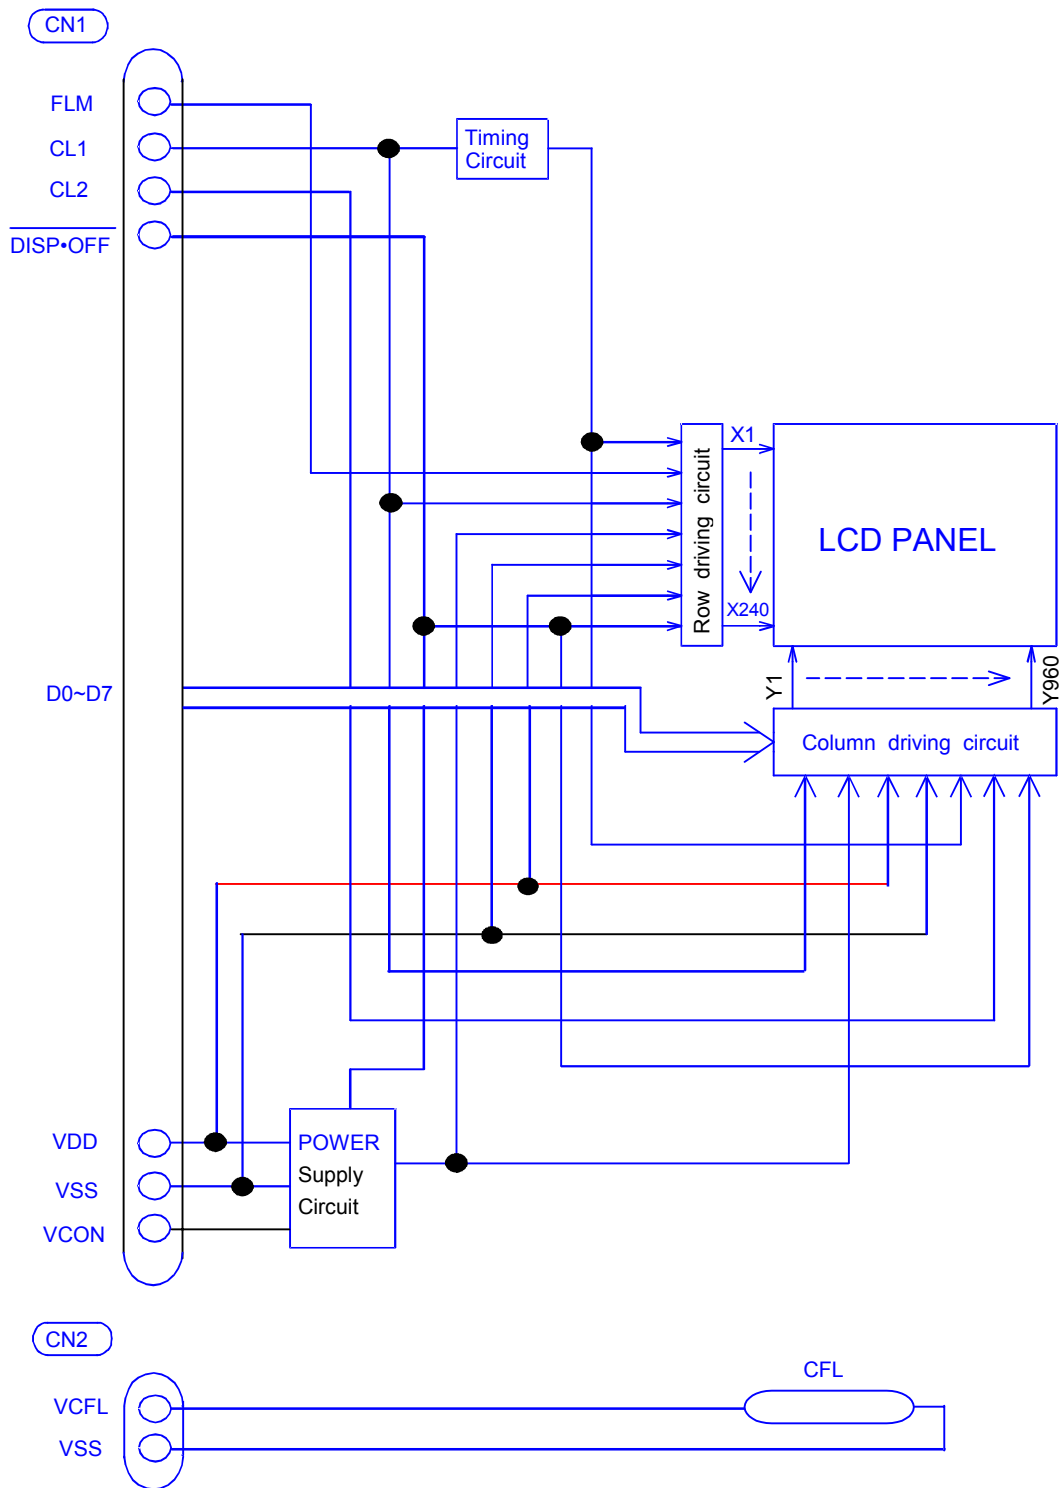 CN1
FLM
CL1
CL2
DISP•OFF
Timing
Circuit
Row driving circuit
X1
X240
LCD PANEL
D0~D7
Y1
Y960
Column driving circuit
VDD
VSS
VCON
POWER
Supply
Circuit
CN2
VCFL
VSS
CFL